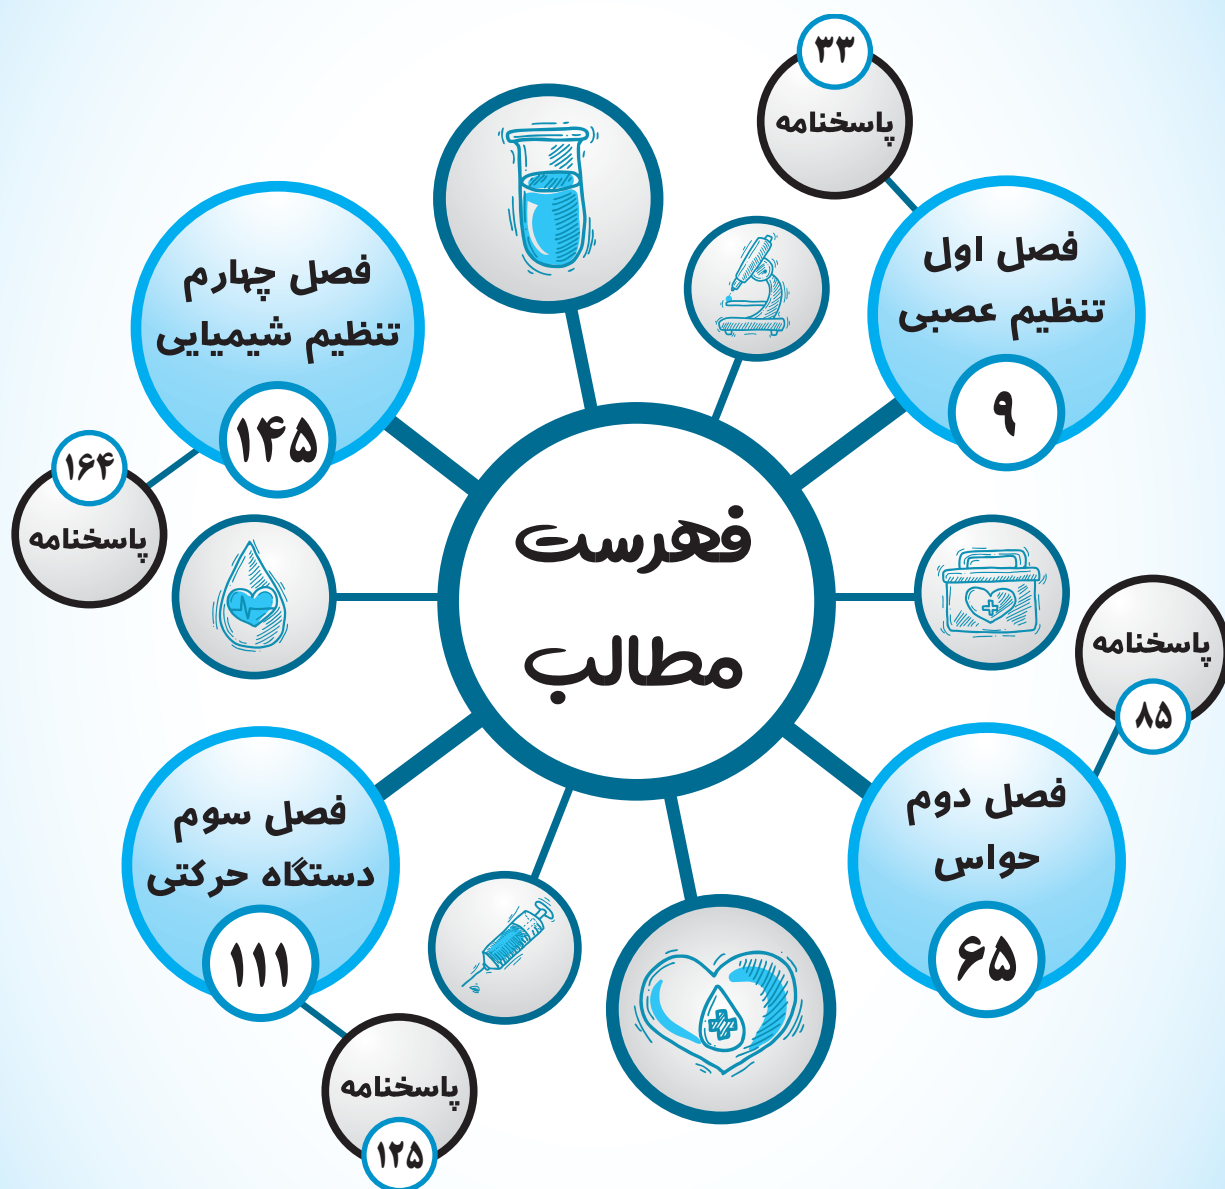 فهرست
مطالب
فصل اول
تنظیم عصبی
۹
پاسخنامه
۳۳
فصل دوم
حواس
۶۵
پاسخنامه
۸۵
فصل سوم
دستگاه حرکتی
۱۱۱
پاسخنامه
۱۲۵
فصل چهارم
تنظیم شیمیایی
۱۴۵
پاسخنامه
۱۶۴